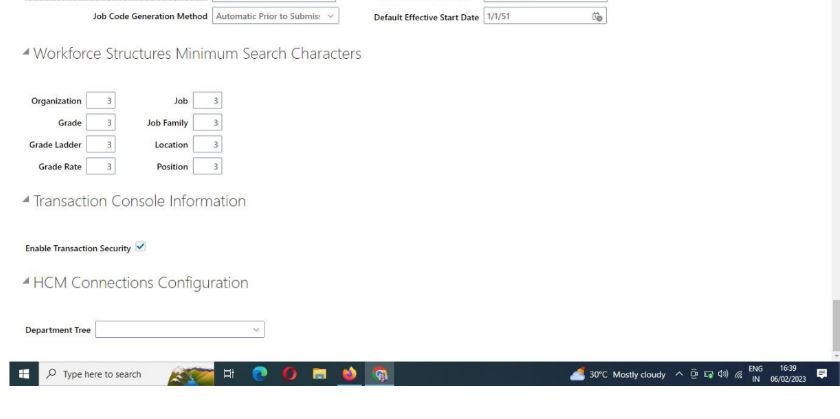 Job Code Generation Method Automatic Prior to Submis: Default Effective Start Date 1/1/51
Workforce Structures Minimum Search Characters
Organization 3 Job 3
Grade 3 Job Family 3
Grade Ladder 3 Location 3
Grade Rate 3 Position 3
Transaction Console Information
Enable Transaction Security
HCM Connections Configuration
Department Tree
Type here to search 30°C Mostly cloudy ENG 16:39
IN 06/02/2023